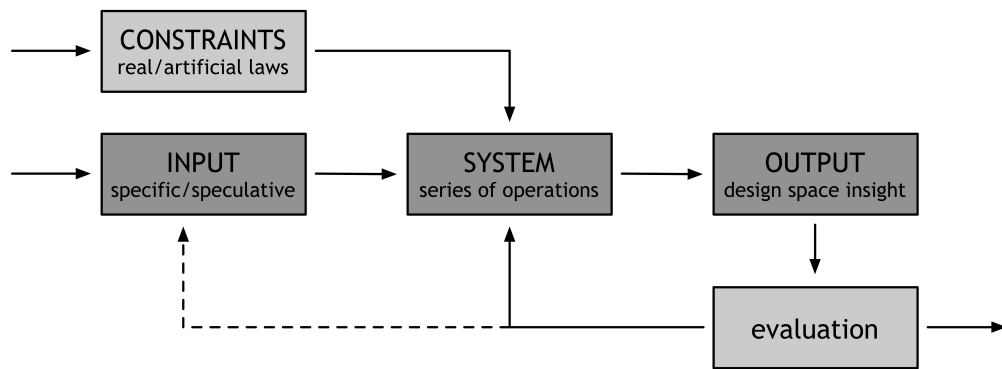 CONSTRAINTS
real/artificial laws
INPUT
specific/speculative
SYSTEM
series of operations
OUTPUT
design space insight
evaluation